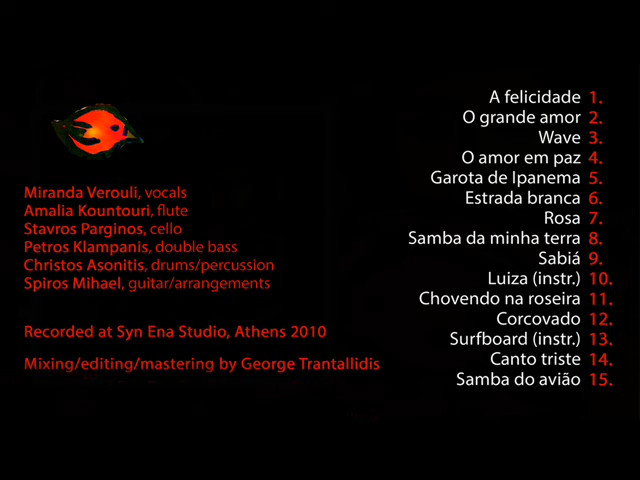 Miranda Verouli, vocals
Amalia Kountouri, flute
Stavros Parginos, cello
Petros Klampanis, double bass
Christos Asonitis, drums/percussion
Spiros Mihael, guitar/arrangements
Recorded at Syn Ena Studio, Athens 2010
Mixing/editing/mastering by George Trantallidis
A felicidade 1.
O grande amor 2.
Wave 3.
O amor em paz 4.
Garota de Ipanema 5.
Estrada branca 6.
Rosa 7.
Samba da minha terra 8.
Sabiá 9.
Luiza (instr.) 10.
Chovendo na roseira 11.
Corcovado 12.
Surfboard (instr.) 13.
Canto triste 14.
Samba do avião 15.